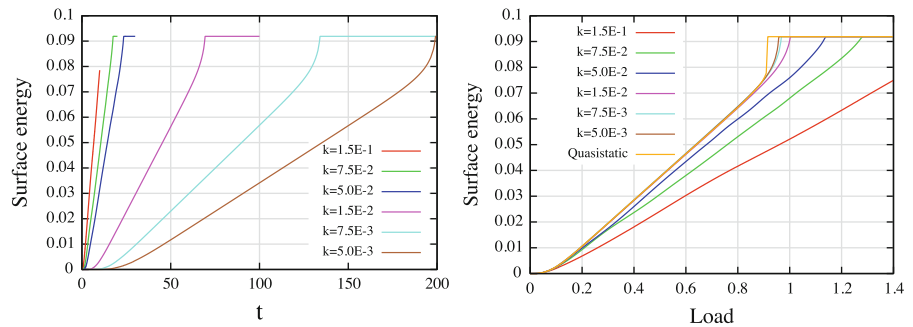 Surface energy
0.1
0.09
0.08
0.07
0.06
0.05
0.04
0.03
0.02
0.01
0
0 50 100 150 200
t
k=1.5E-1
k=7.5E-2
k=5.0E-2
k=1.5E-2
k=7.5E-3
k=5.0E-3
Surface energy
0.1
0.09
0.08
0.07
0.06
0.05
0.04
0.03
0.02
0.01
0
0 0.2 0.4 0.6 0.8 1 1.2 1.4
Load
k=1.5E-1
k=7.5E-2
k=5.0E-2
k=1.5E-2
k=7.5E-3
k=5.0E-3
Quasistatic